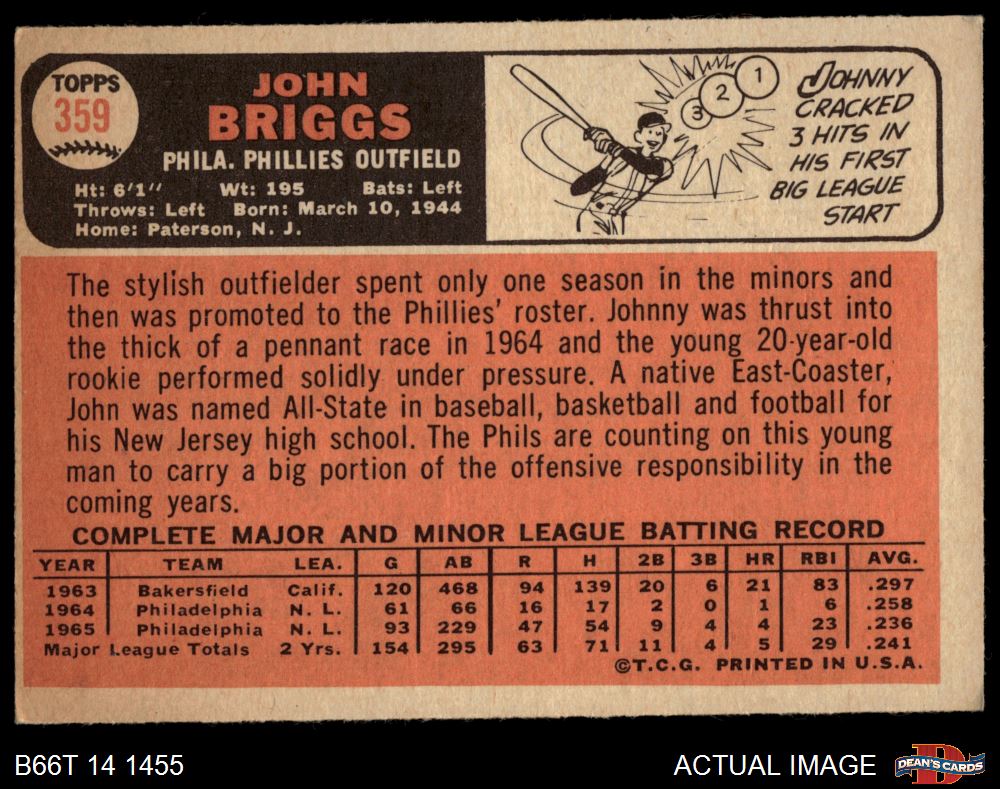 TOPPS
359
JOHN
BRIGGS
PHILA. PHILLIES OUTFIELD
Ht: 6'1" Wt: 195 Bats: Left
Throws: Left Born: March 10, 1944
Home: Paterson, N. J.
1
2
3
JOHNNY
CRACKED
3 HITS IN
HIS FIRST
BIG LEAGUE
START
The stylish outfielder spent only one season in the minors and
then was promoted to the Phillies' roster. Johnny was thrust into
the thick of a pennant race in 1964 and the young 20-year-old
rookie performed solidly under pressure. A native East-Coaster,
John was named All-State in baseball, basketball and football for
his New Jersey high school. The Phils are counting on this young
man to carry a big portion of the offensive responsibility in the
coming years.
COMPLETE MAJOR AND MINOR LEAGUE BATTING RECORD
YEAR TEAM LEA. G AB R H 2B 3B HR RBI AVG.
1963 Bakersfield Calif. 120 468 94 139 20 6 21 83 .297
1964 Philadelphia N. L. 61 66 16 17 2 0 1 6 .258
1965 Philadelphia N. L. 93 229 47 54 9 4 4 23 .236
Major League Totals 2 Yrs. 154 295 63 71 11 4 5 29 .241
©T.C.G. PRINTED IN U.S.A.
B66T 14 1455
ACTUAL IMAGE
DEAN'S CARDS